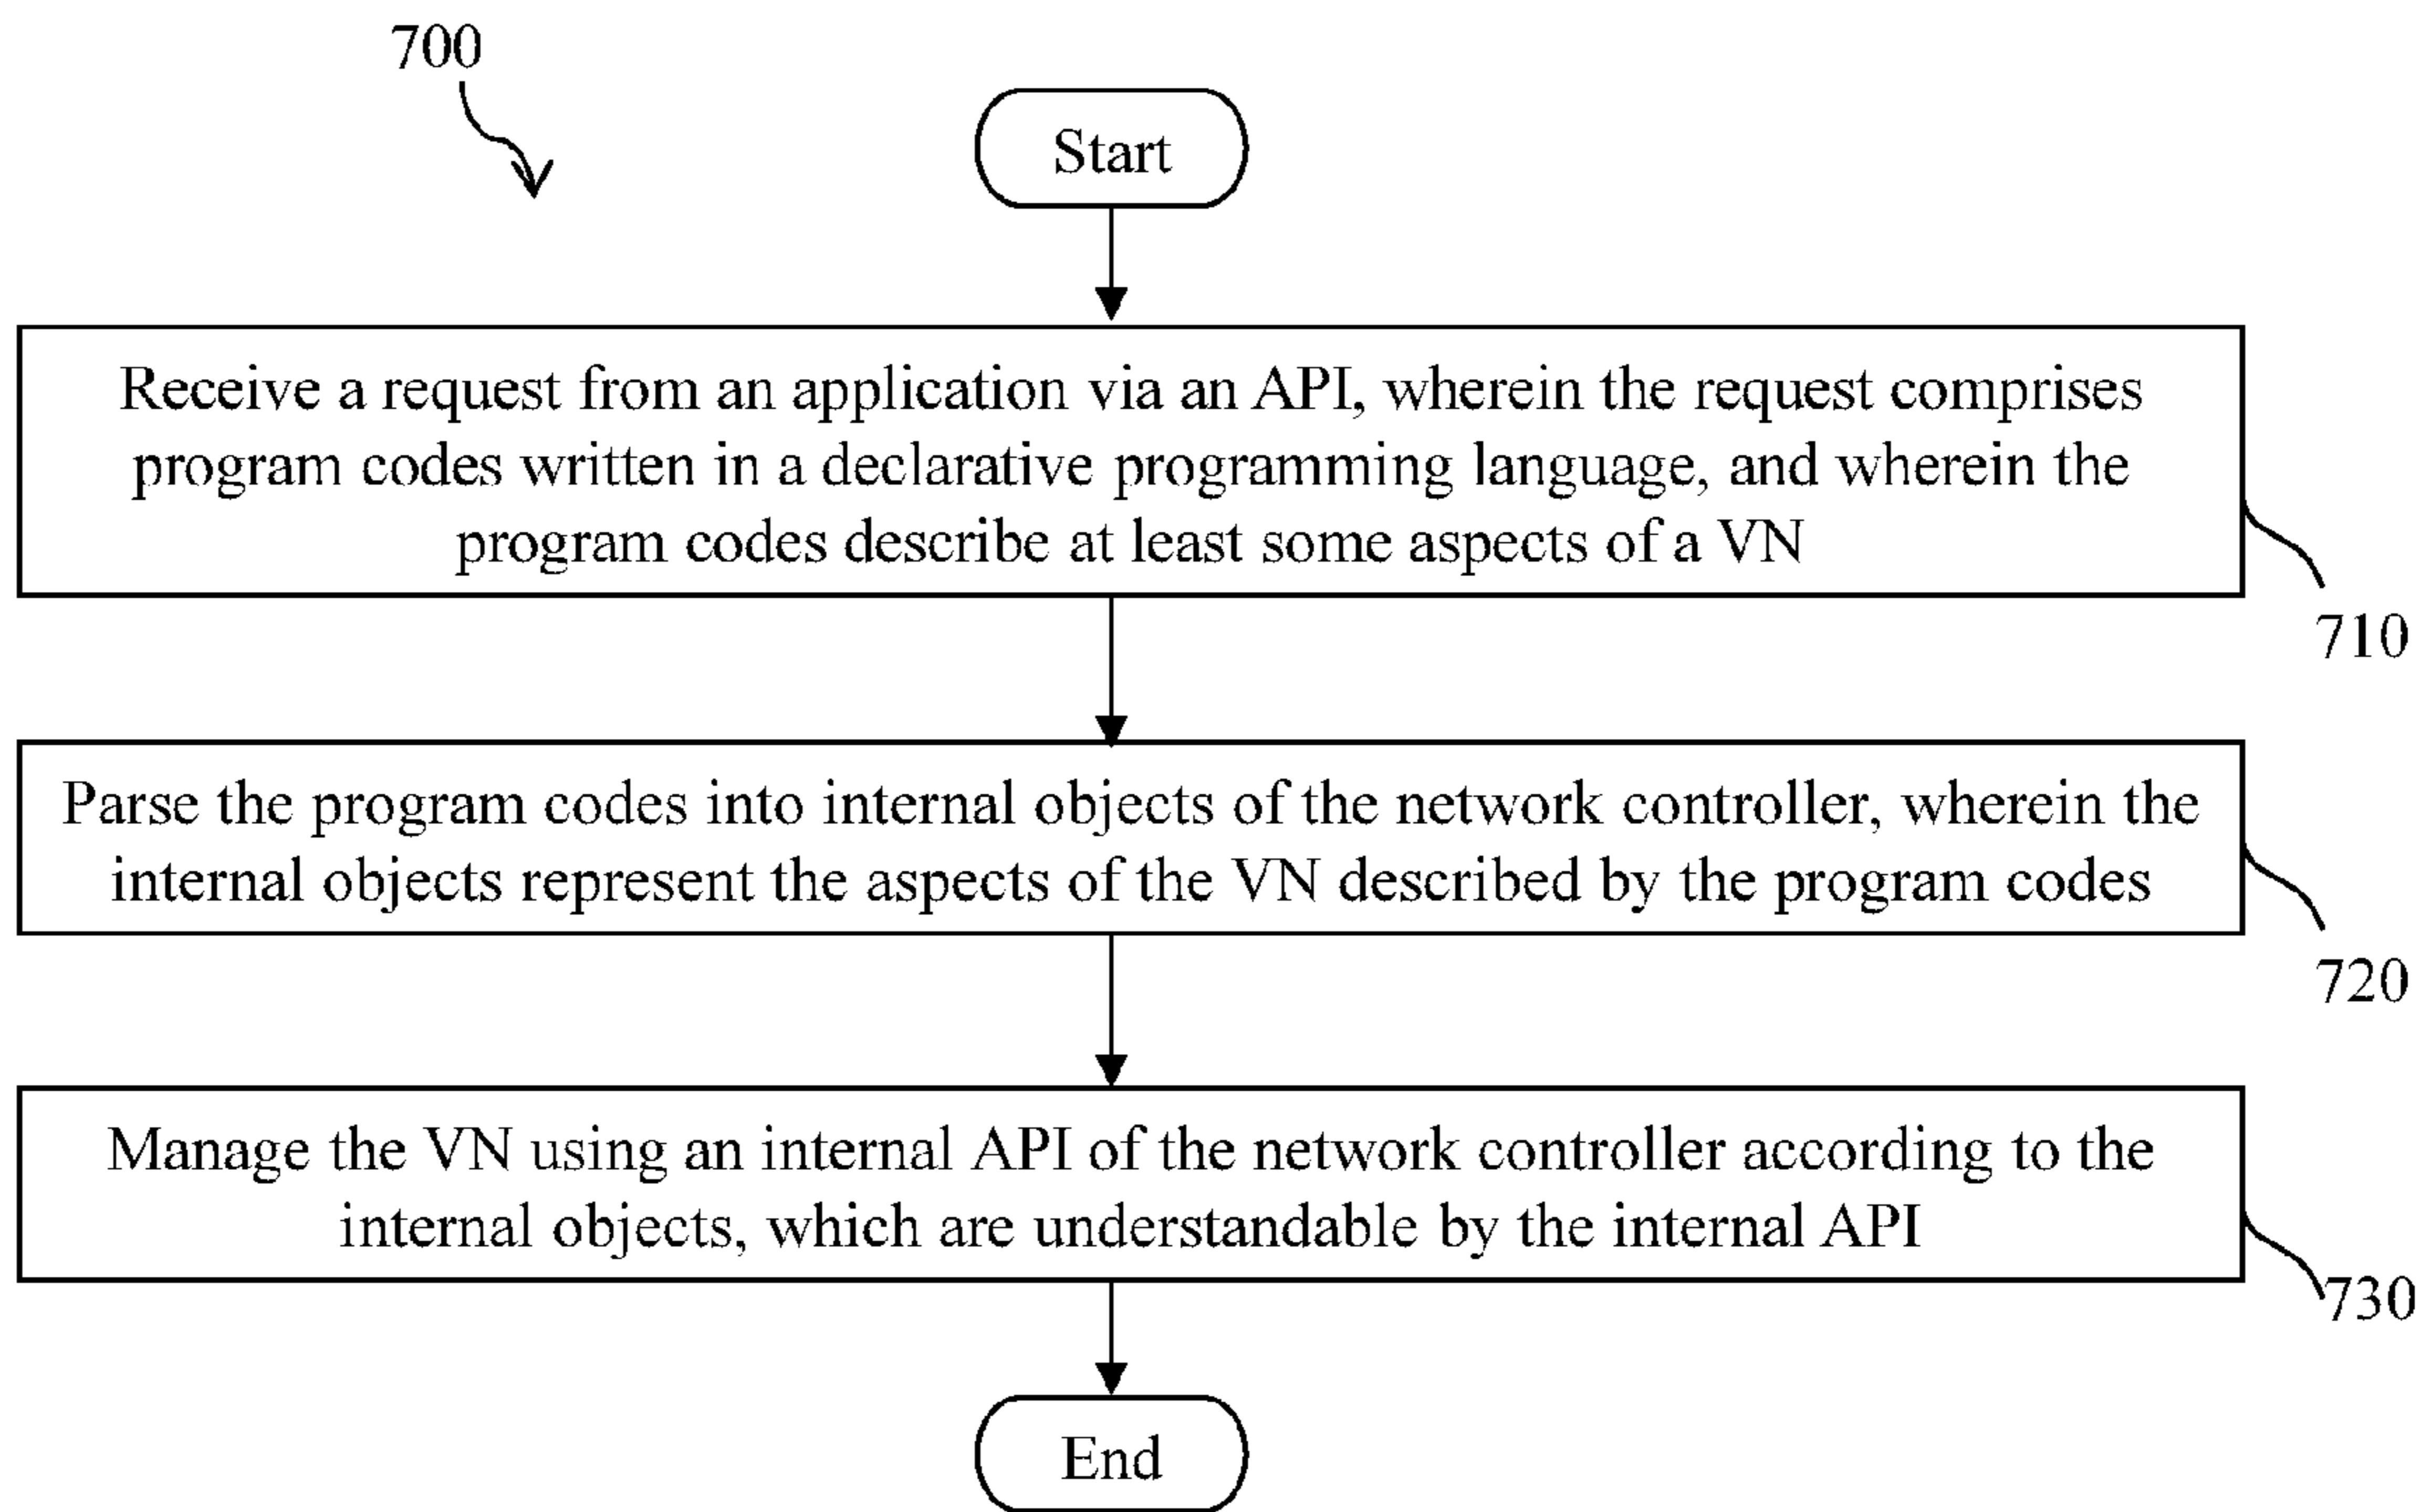 700
Start
Receive a request from an application via an API, wherein the request comprises
program codes written in a declarative programming language, and wherein the
program codes describe at least some aspects of a VN
710
Parse the program codes into internal objects of the network controller, wherein the
internal objects represent the aspects of the VN described by the program codes
720
Manage the VN using an internal API of the network controller according to the
internal objects, which are understandable by the internal API
730
End